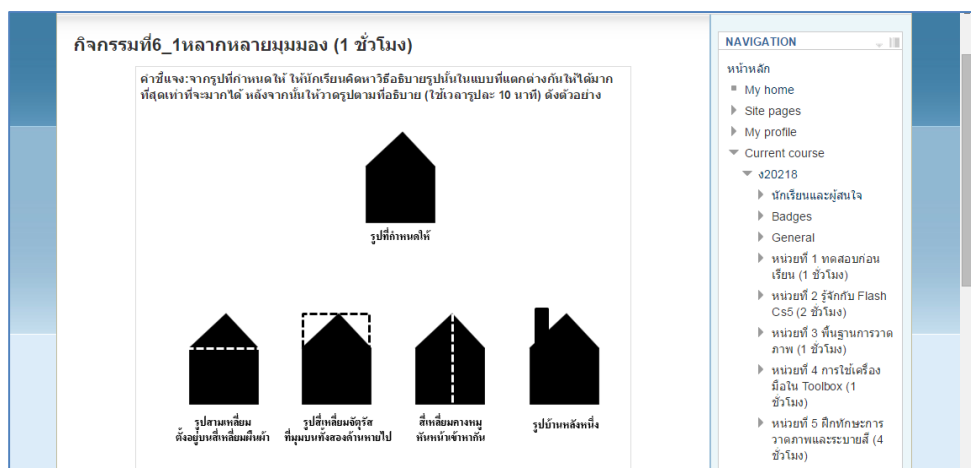 กิจกรรมที่6_1หลากหลายมุมมอง (1 ชั่วโมง)
คำชี้แจง:จากรูปที่กำหนดให้ ให้นักเรียนคิดหาวิธีอธิบายรูปนั้นในแบบที่แตกต่างกันให้ได้มาก
ที่สุดเท่าที่จะมากได้ หลังจากนั้นให้วาดรูปตามที่อธิบาย (ใช้เวลารูปละ 10 นาที) ดังตัวอย่าง
รูปที่กำหนดให้
รูปสามเหลี่ยม
ตั้งอยู่บนสี่เหลี่ยมผืนผ้า
รูปสี่เหลี่ยมจัตุรัส
ที่มุมบนทั้งสองด้านหายไป
สี่เหลี่ยมคางหมู
หันหน้าเข้าหากัน
รูปบ้านหลังหนึ่ง
NAVIGATION
หน้าหลัก
My home
Site pages
My profile
Current course
ง20218
นักเรียนและผู้สนใจ
Badges
General
หน่วยที่ 1 ทดสอบก่อน
เรียน (1 ชั่วโมง)
หน่วยที่ 2 รู้จักกับ Flash
Cs5 (2 ชั่วโมง)
หน่วยที่ 3 พื้นฐานการวาด
ภาพ (1 ชั่วโมง)
หน่วยที่ 4 การใช้เครื่อง
มือใน Toolbox (1
ชั่วโมง)
หน่วยที่ 5 ฝึกทักษะการ
วาดภาพและระบายสี (4
ชั่วโมง)